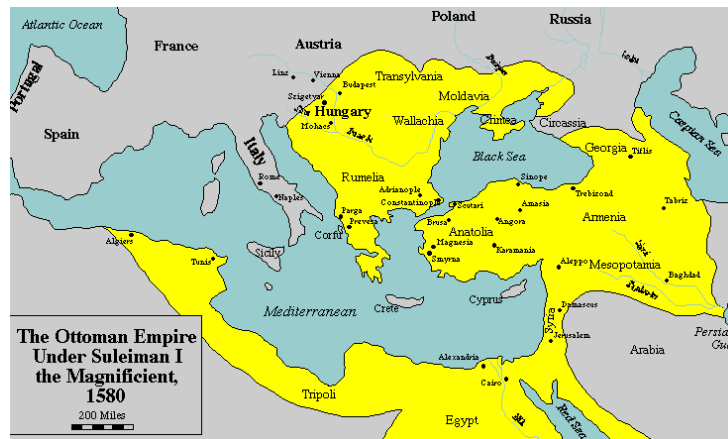 Atlantic Ocean
Poland
Russia
France
Austria
Portugal
Spain
Linz
Vienna
Transylvania
Budapest
Szigetvar
Hungary
Moldavia
Mohacs
Wallachia
Crimea
Circassia
Caspian Sea
Italy
Black Sea
Georgia
Tiflis
Rome
Naples
Rumelia
Adrianople
Constantinople
Scutari
Sinope
Amasia
Trebizond
Armenia
Tabriz
Parga
Prevesa
Corfu
Brusa
Anatolia
Angora
Magnesia
Karamania
Smyrna
Algiers
Tunis
Sicily
Aleppo
Mesopotamia
Baghdad
Mediterranean
Crete
Cyprus
Syria
Damascus
Jerusalem
Persia
Gu
Arabia
The Ottoman Empire
Under Suleiman I
the Magnificient,
1580
200 Miles
Tripoli
Alexandria
Cairo
Egypt
Red Sea